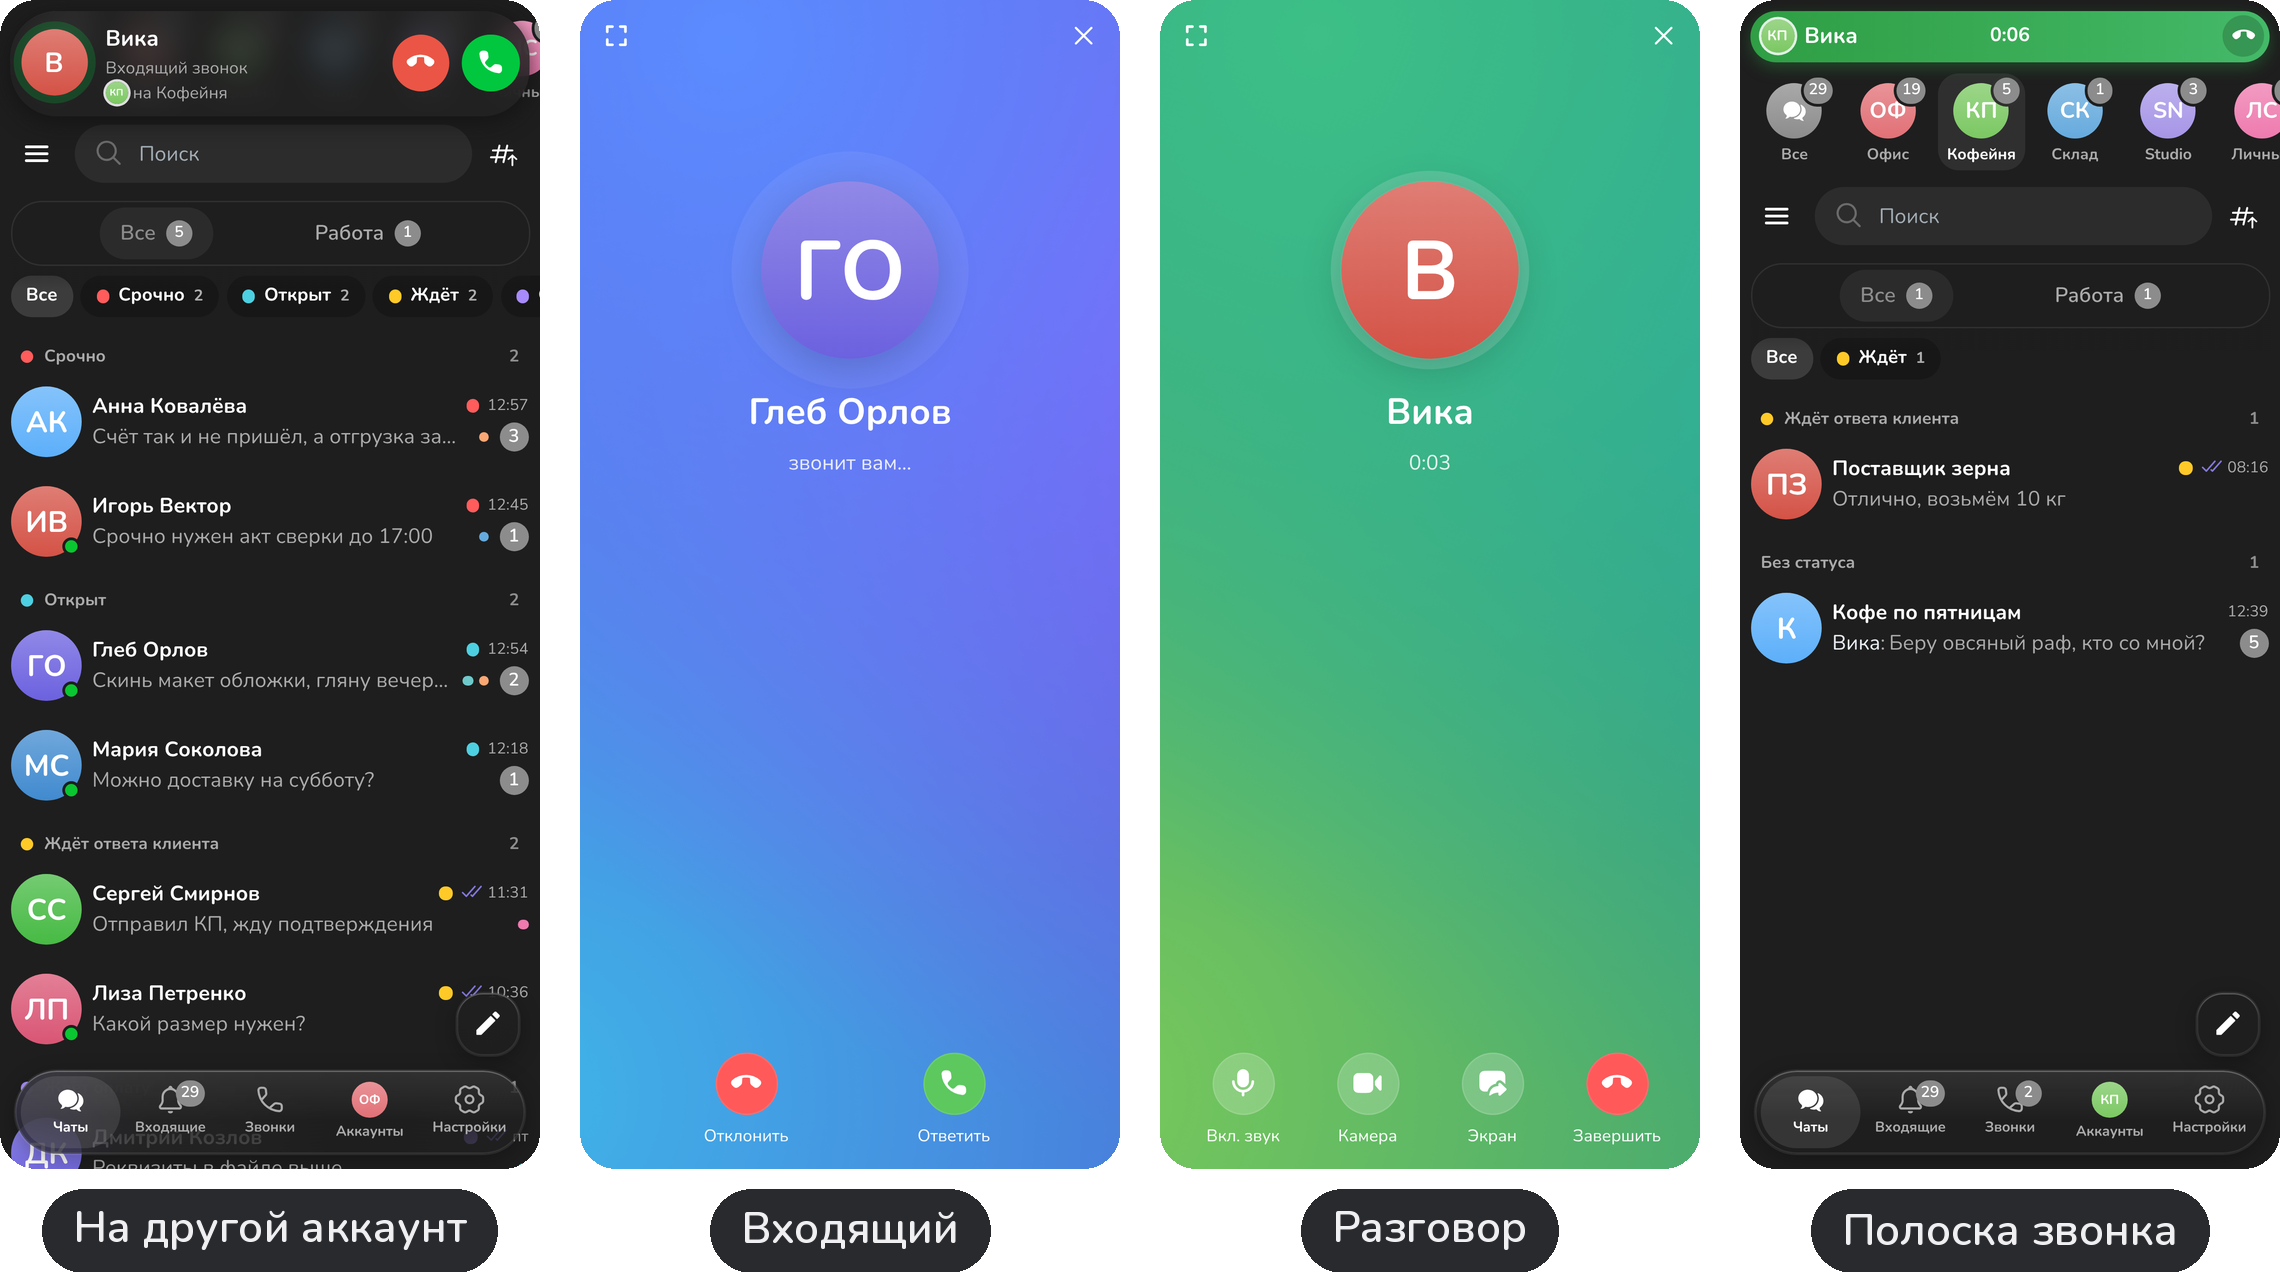 В
Вика
Входящий звонок
КП на Кофейня
Поиск
Все 5
Работа 1
Все
Срочно 2
Открыт 2
Ждёт 2
Срочно 2
АК
Анна Ковалёва 12:57
Счёт так и не пришёл, а отгрузка за... 3
ИВ
Игорь Вектор 12:45
Срочно нужен акт сверки до 17:00 1
Открыт 2
ГО
Глеб Орлов 12:54
Скинь макет обложки, гляну вечер... 2
МС
Мария Соколова 12:18
Можно доставку на субботу? 1
Ждёт ответа клиента 2
СС
Сергей Смирнов 11:31
Отправил КП, жду подтверждения
ЛП
Лиза Петренко 10:36
Какой размер нужен?
ДК
Дмитрий Козлов пт
Реквизиты в файле выше
Чаты
29
Входящие
Звонки
ОФ
Аккаунты
Настройки
На другой аккаунт
ГО
Глеб Орлов
звонит вам...
Отклонить
Ответить
Входящий
В
Вика
0:03
Вкл. звук
Камера
Экран
Завершить
Разговор
КП Вика 0:06
29
Все
ОФ 19
Офис
КП 5
Кофейня
СК 1
Склад
SN 3
Studio
ЛС
Личны
Поиск
Все 1
Работа 1
Все
Ждёт 1
Ждёт ответа клиента 1
ПЗ
Поставщик зерна 08:16
Отлично, возьмём 10 кг
Без статуса 1
К
Кофе по пятницам 12:39
Вика: Беру овсяный раф, кто со мной? 5
Чаты
29
Входящие
2
Звонки
КП
Аккаунты
Настройки
Полоска звонка